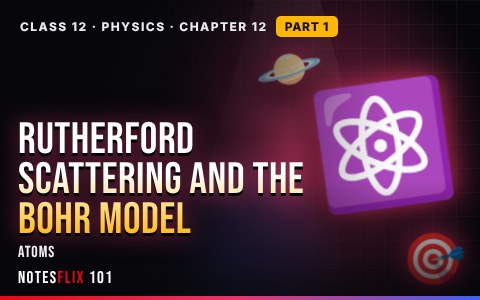 CLASS 12 · PHYSICS · CHAPTER 12 PART 1
RUTHERFORD
SCATTERING AND THE
BOHR MODEL
ATOMS
NOTESFLIX 101